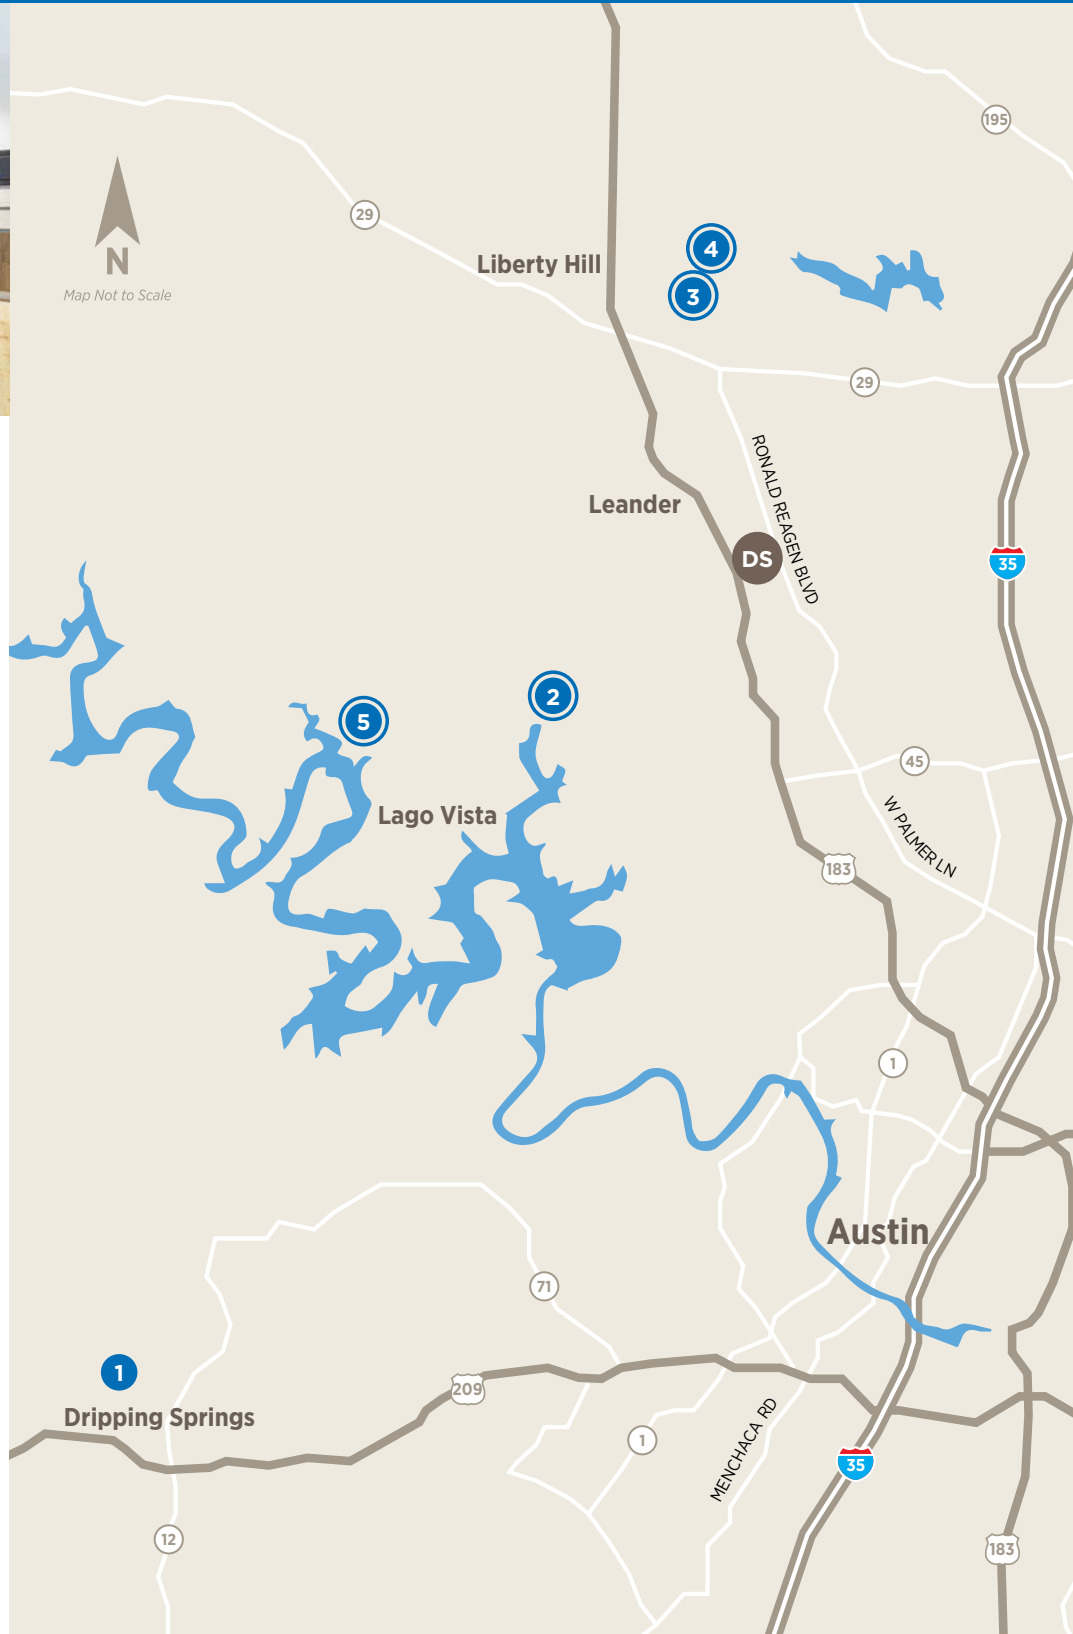 195
29
4
Liberty Hill
3
N
Map Not to Scale
29
RONALD REAGEN BLVD
Leander
DS
35
2
5
45
Lago Vista
W PALMER LN
183
1
Austin
71
1
209
Dripping Springs
MENCHACA RD
1
35
12
183